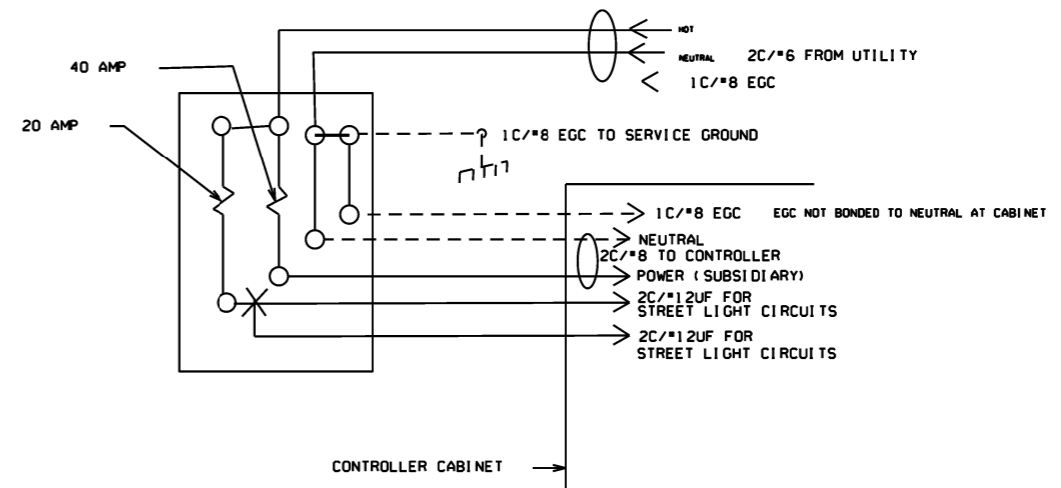 HOT
NEUTRAL 2C/#6 FROM UTILITY
1C/#8 EGC
40 AMP
20 AMP
1C/#8 EGC TO SERVICE GROUND
1C/#8 EGC EGC NOT BONDED TO NEUTRAL AT CABINET
NEUTRAL
2C/#8 TO CONTROLLER
POWER (SUBSIDIARY)
2C/#12UF FOR
STREET LIGHT CIRCUITS
2C/#12UF FOR
STREET LIGHT CIRCUITS
CONTROLLER CABINET